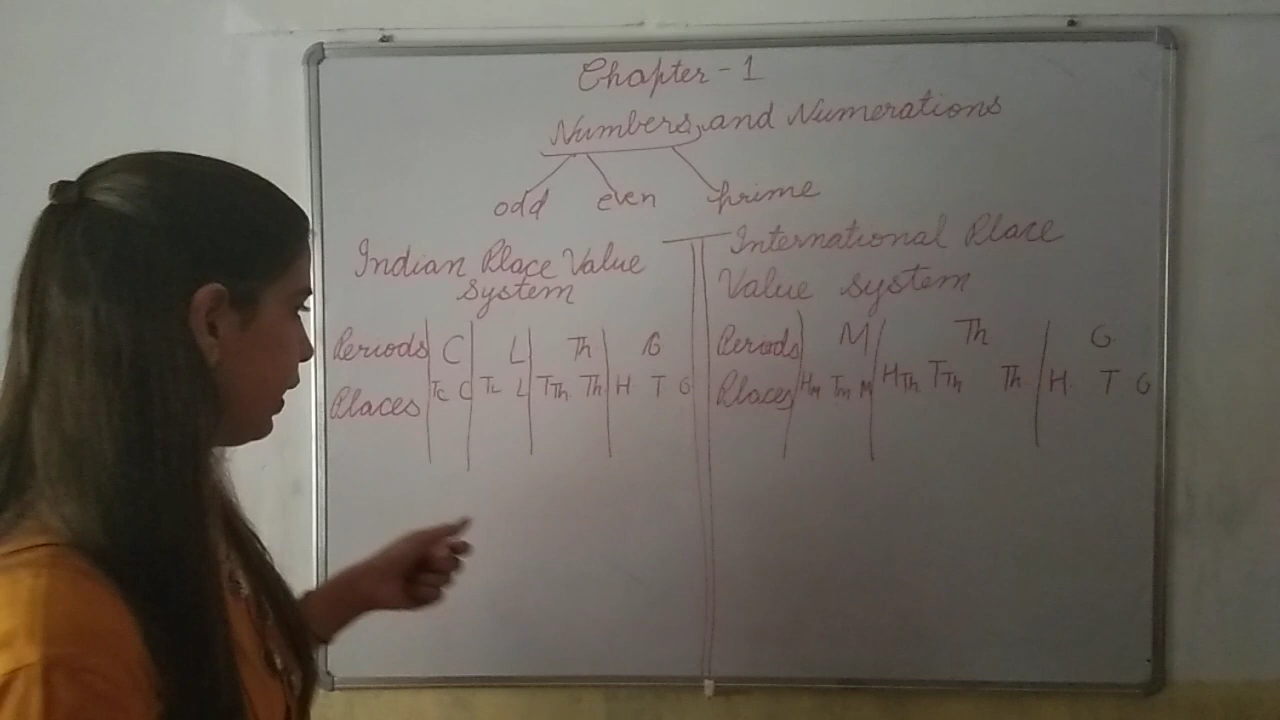 Chapter - 1
Numbers and Numerations
odd even prime
Indian Place Value
System
Periods C L Th G
Places TC C TL L TTh Th H T O
International Place
Value system
Periods M Th G
Places HM TM M HTh TTh Th H T O